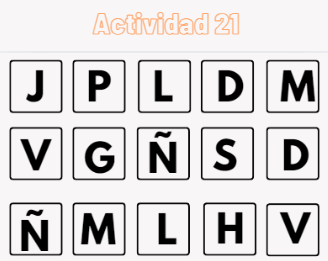 Actividad 21
J P L D M
V G Ñ S D
Ñ M L H V